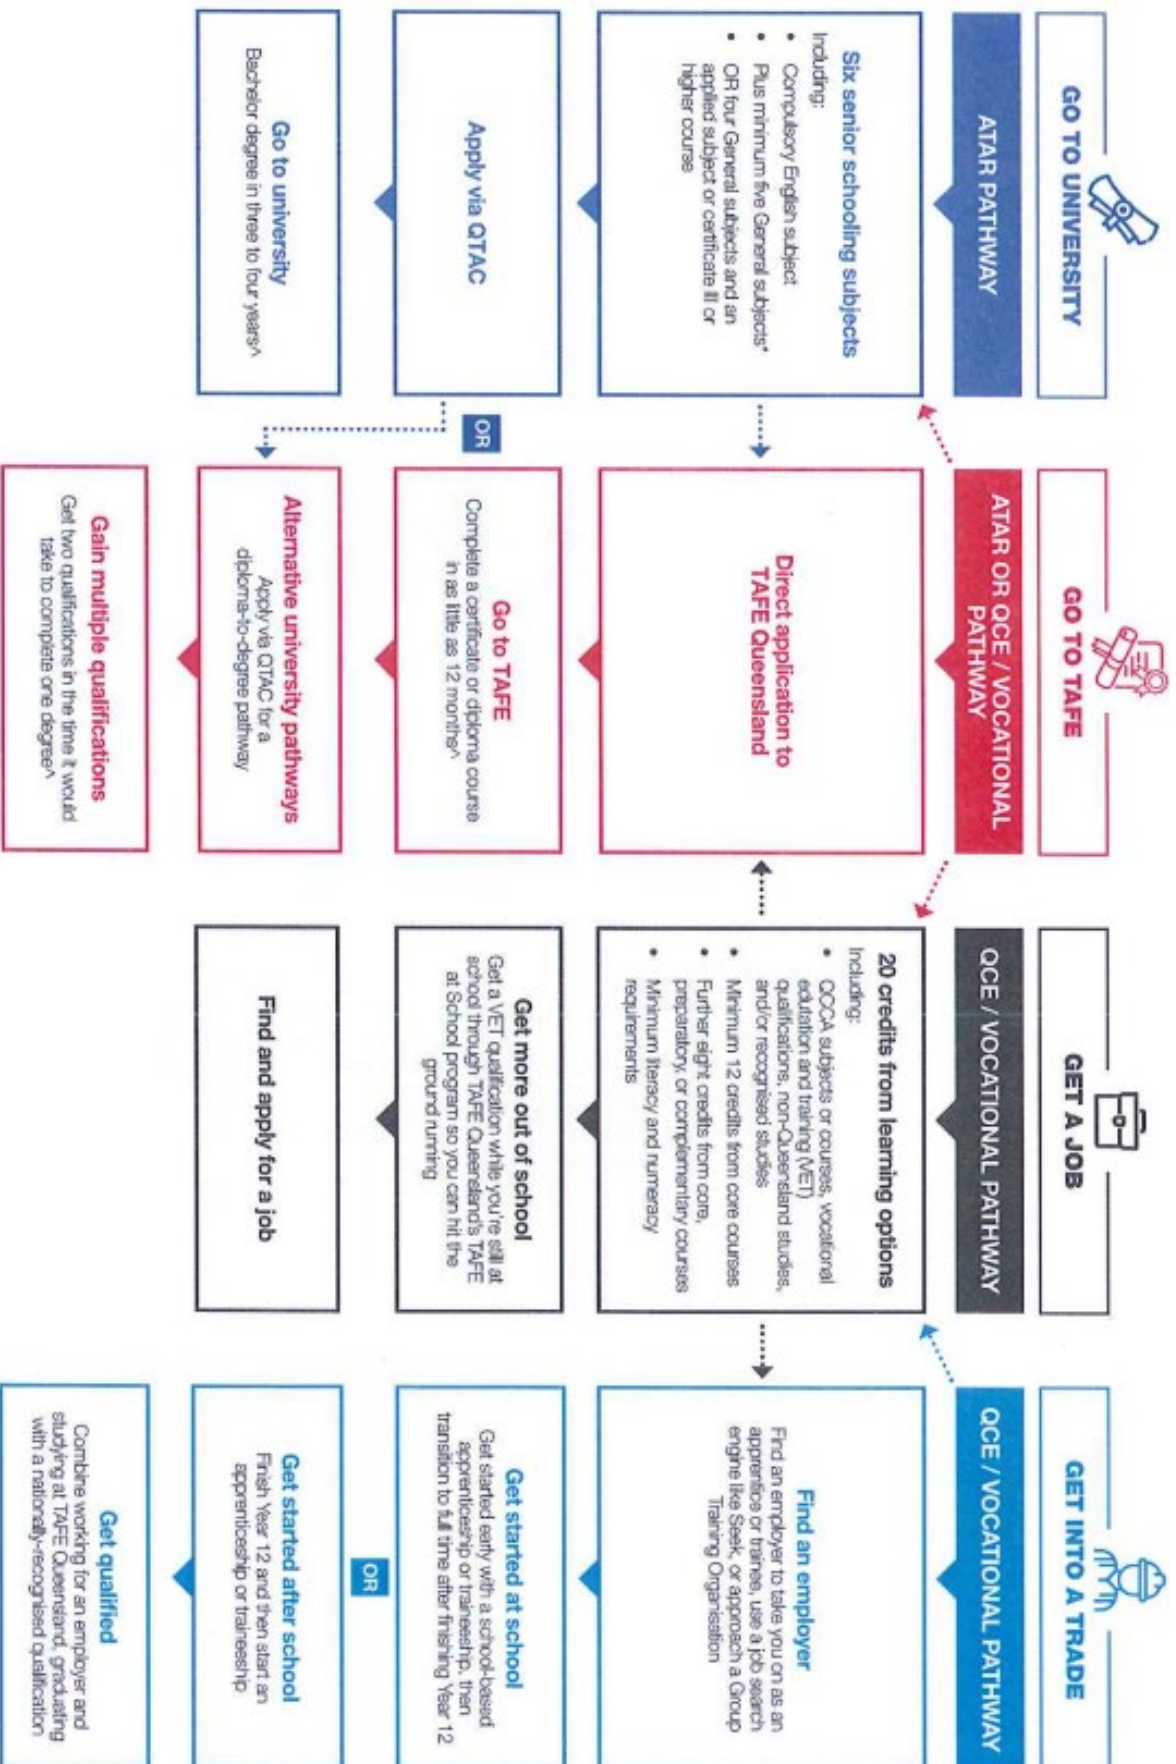 GO TO UNIVERSITY
ATAR PATHWAY
Six senior schooling subjects
Including:
• Compulsory English subject
• Plus minimum five General subjects*
• OR four General subjects and an
applied subject or certificate III or
higher course
Apply via QTAC
Go to university
Bachelor degree in three to four years^
OR
GO TO TAFE
ATAR OR QCE / VOCATIONAL
PATHWAY
Direct application to
TAFE Queensland
Go to TAFE
Complete a certificate or diploma course
in as little as 12 months^
Alternative university pathways
Apply via QTAC for a
diploma-to-degree pathway
Gain multiple qualifications
Get two qualifications in the time it would
take to complete one degree^
GET A JOB
QCE / VOCATIONAL PATHWAY
20 credits from learning options
Including:
• QCCA subjects or courses, vocational
edutation and training (VET)
qualifications, non-Queensland studies,
and/or recognised studies
• Minimum 12 credits from core courses
• Further eight credits from core,
preparatory, or complementary courses
• Minimum literacy and numeracy
requirements
Get more out of school
Get a VET qualification while you're still at
school through TAFE Queensland's TAFE
at School program so you can hit the
ground running
Find and apply for a job
GET INTO A TRADE
QCE / VOCATIONAL PATHWAY
Find an employer
Find an employer to take you on as an
apprentice or trainee, use a job search
engine like Seek, or approach a Group
Training Organisation
Get started at school
Get started early with a school-based
apprenticeship or traineeship, then
transition to full time after finishing Year 12
OR
Get started after school
Finish Year 12 and then start an
apprenticeship or traineeship
Get qualified
Combine working for an employer and
studying at TAFE Queensland, graduating
with a nationally-recognised qualification